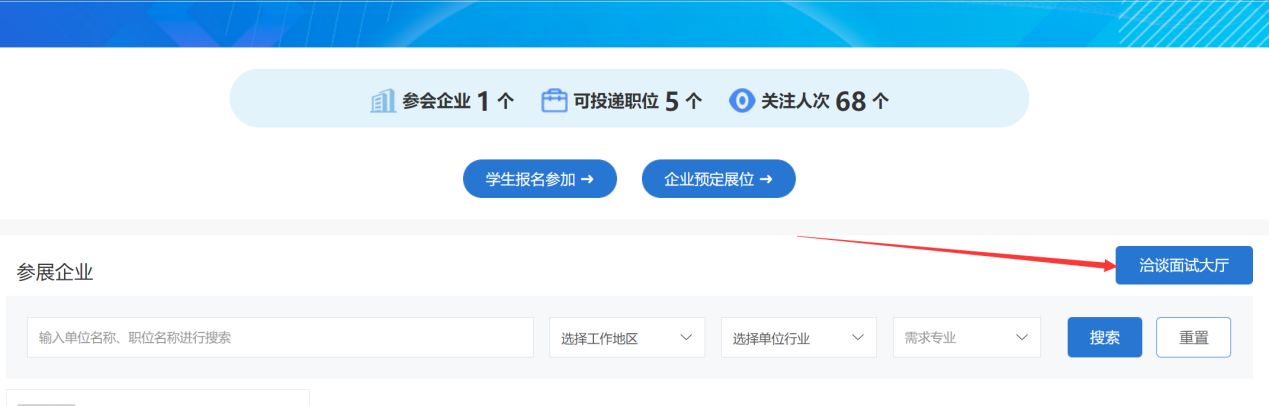 参会企业 1 个 可投递职位 5 个 关注人次 68 个
学生报名参加 → 企业预定展位 →
参展企业 洽谈面试大厅
输入单位名称、职位名称进行搜索 选择工作地区 选择单位行业 需求专业 搜索 重置